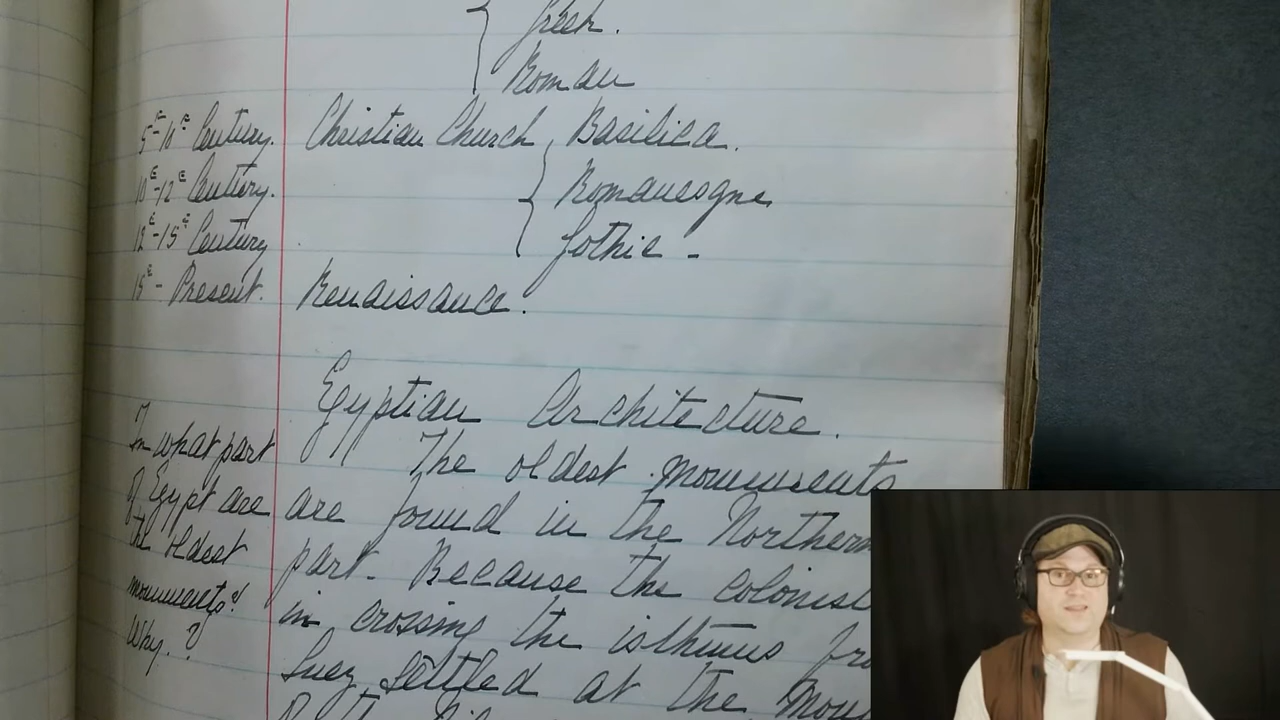 Greek.
Roman
5th-10th Century. Christian Church, Basilica.
10th-12th Century. Romanesque
12th-15th Century Gothic -
15th- Present. Renaissance.
Egyptian Architecture.
In what part
of Egypt are
the oldest
monuments?
Why.?
The oldest monuments
are found in the Northern
part. Because the colonist
in crossing the isthmus
Suez settled at the